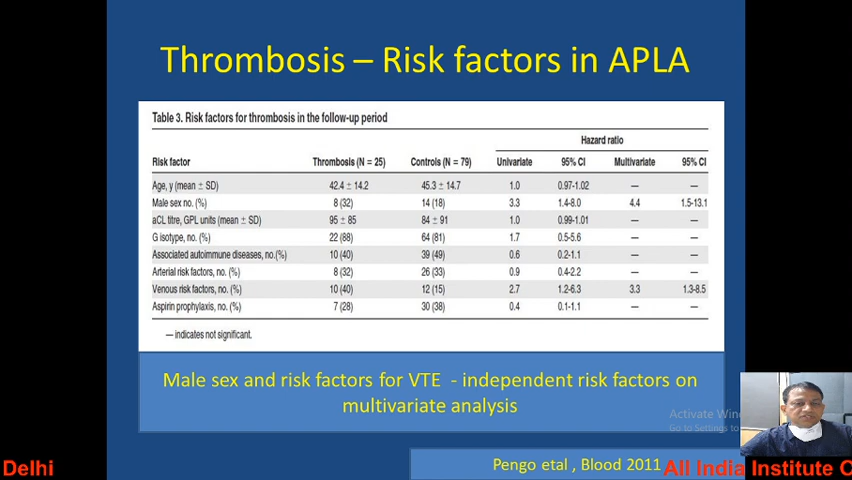 Thrombosis – Risk factors in APLA
Table 3. Risk factors for thrombosis in the follow-up period
Hazard ratio
Risk factor Thrombosis (N = 25) Controls (N = 79) Univariate 95% CI Multivariate 95% CI
Age, y (mean ± SD) 42.4 ± 14.2 45.3 ± 14.7 1.0 0.97-1.02 — —
Male sex no. (%) 8 (32) 14 (18) 3.3 1.4-8.0 4.4 1.5-13.1
aCL titre, GPL units (mean ± SD) 95 ± 85 84 ± 91 1.0 0.99-1.01 — —
G isotype, no. (%) 22 (88) 64 (81) 1.7 0.5-5.6 — —
Associated autoimmune diseases, no.(%) 10 (40) 39 (49) 0.6 0.2-1.1 — —
Arterial risk factors, no. (%) 8 (32) 26 (33) 0.9 0.4-2.2 — —
Venous risk factors, no. (%) 10 (40) 12 (15) 2.7 1.2-6.3 3.3 1.3-8.5
Aspirin prophylaxis, no. (%) 7 (28) 30 (38) 0.4 0.1-1.1 — —
— indicates not significant.
Male sex and risk factors for VTE - independent risk factors on
multivariate analysis
Activate Win
Go to Settings to
Pengo etal , Blood 2011
Delhi All India Institute O